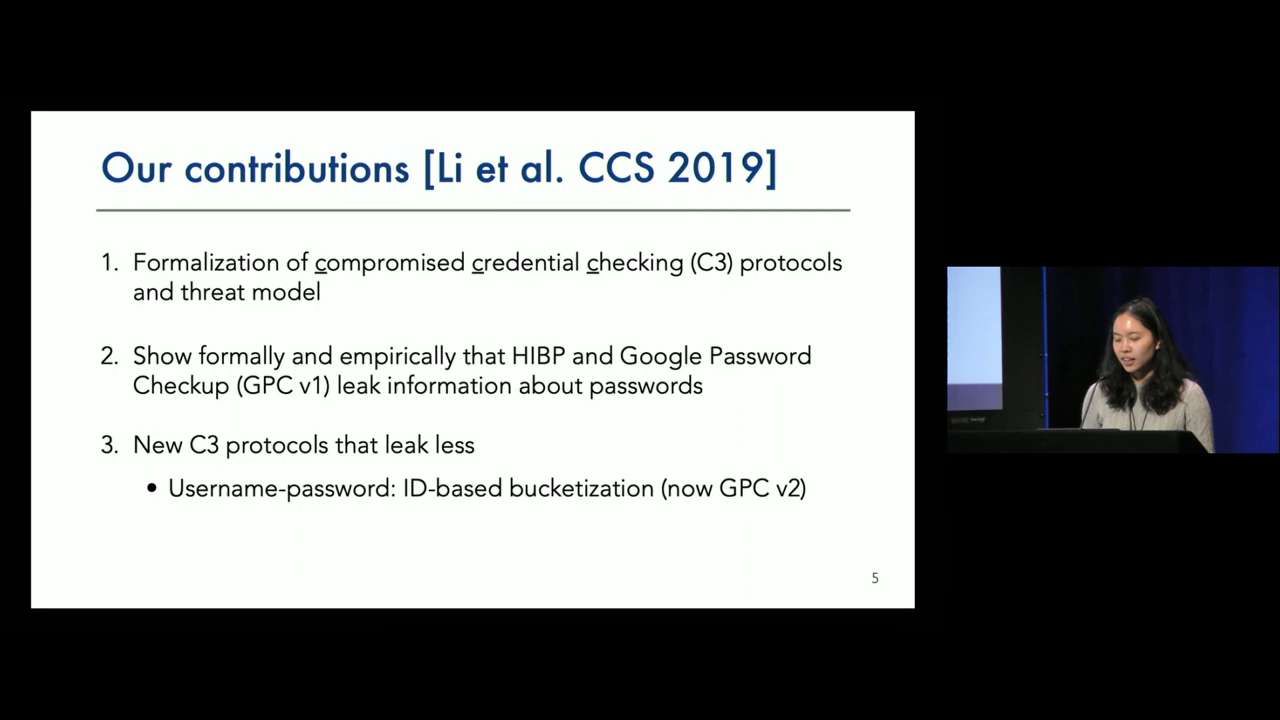 Our contributions [Li et al. CCS 2019]
1. Formalization of compromised credential checking (C3) protocols
and threat model
2. Show formally and empirically that HIBP and Google Password
Checkup (GPC v1) leak information about passwords
3. New C3 protocols that leak less
• Username-password: ID-based bucketization (now GPC v2)
5